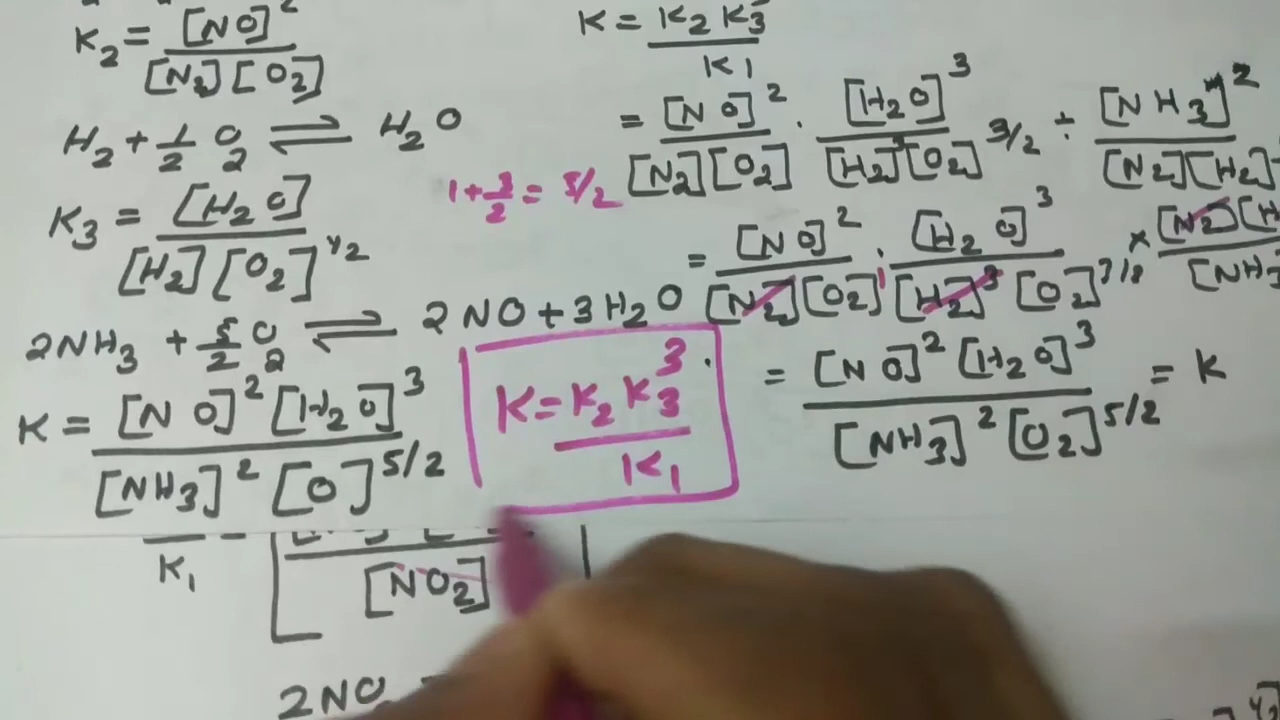 K₂ = [NO]² / [N₂][O₂]
H₂ + 1/2 O₂ ⇌ H₂O
K₃ = [H₂O] / [H₂][O₂]^1/2
2NH₃ + 5/2 O₂ ⇌ 2NO + 3H₂O
K = [NO]² [H₂O]³ / [NH₃]² [O]^5/2
K = K₂ K₃³ / K₁
K₁
[NO₂]
2NO
K = K₂ K₃ / K₁
= [NO]² / [N₂][O₂] · [H₂O]³ / [H₂]³[O₂]^3/2 ÷ [NH₃]² / [N₂][H₂]
1 + 3/2 = 5/2
= [NO]² / [N₂][O₂]¹ · [H₂O]³ / [H₂]³ [O₂]^3/2 × [N₂][H / [NH₃]
= [NO]² [H₂O]³ / [NH₃]² [O₂]^5/2 = K